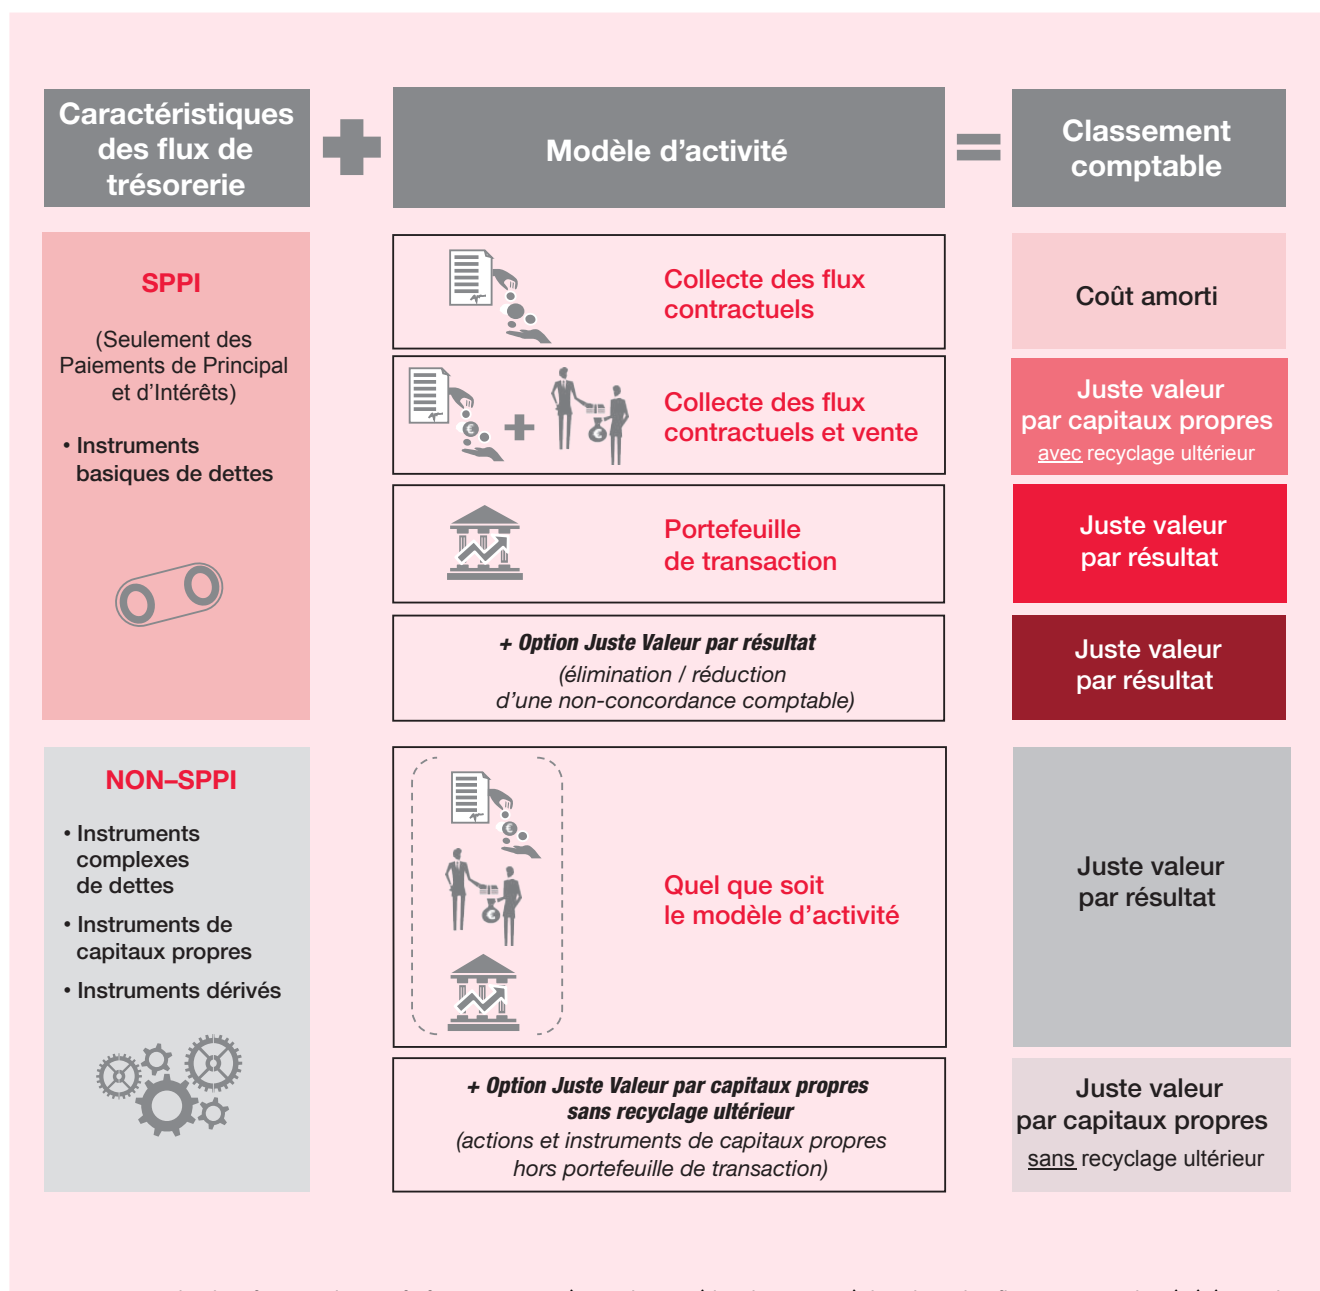 Caractéristiques
des flux de
trésorerie
Modèle d'activité
Classement
comptable
SPPI
(Seulement des
Paiements de Principal
et d'Intérêts)
• Instruments
basiques de dettes
Collecte des flux
contractuels
Coût amorti
Collecte des flux
contractuels et vente
Juste valeur
par capitaux propres
avec recyclage ultérieur
Portefeuille
de transaction
Juste valeur
par résultat
+ Option Juste Valeur par résultat
(élimination / réduction
d'une non-concordance comptable)
Juste valeur
par résultat
NON–SPPI
• Instruments
complexes
de dettes
• Instruments de
capitaux propres
• Instruments dérivés
Quel que soit
le modèle d'activité
Juste valeur
par résultat
+ Option Juste Valeur par capitaux propres
sans recyclage ultérieur
(actions et instruments de capitaux propres
hors portefeuille de transaction)
Juste valeur
par capitaux propres
sans recyclage ultérieur